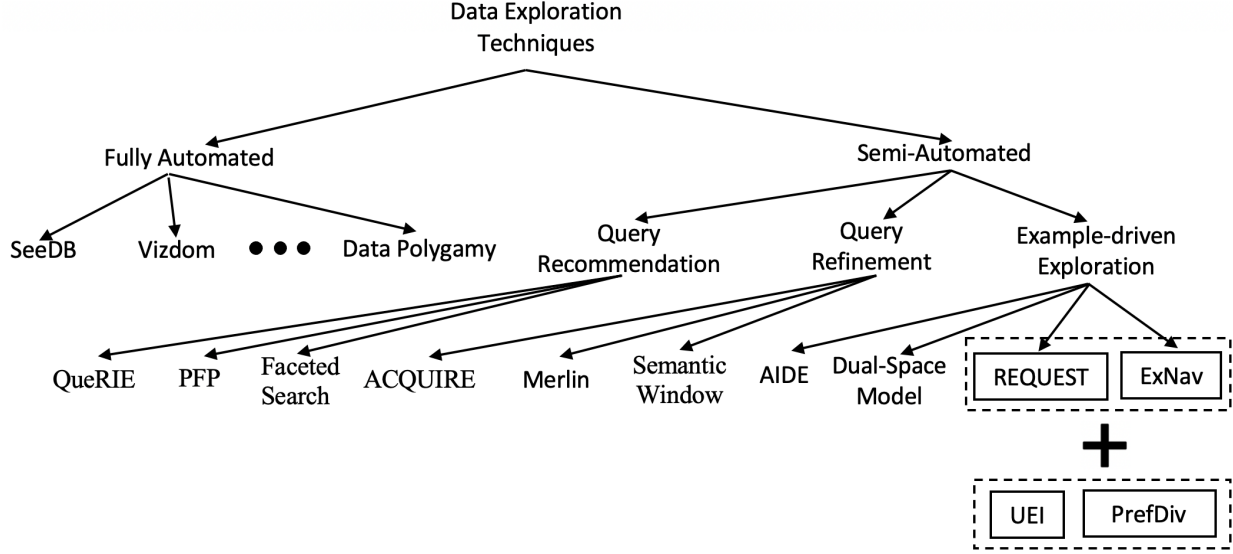 Data Exploration
Techniques
Fully Automated
Semi-Automated
SeeDB
Vizdom
Data Polygamy
Query
Recommendation
Query
Refinement
Example-driven
Exploration
QueRIE
PFP
Faceted
Search
ACQUIRE
Merlin
Semantic
Window
AIDE
Dual-Space
Model
REQUEST
ExNav
+
UEI
PrefDiv